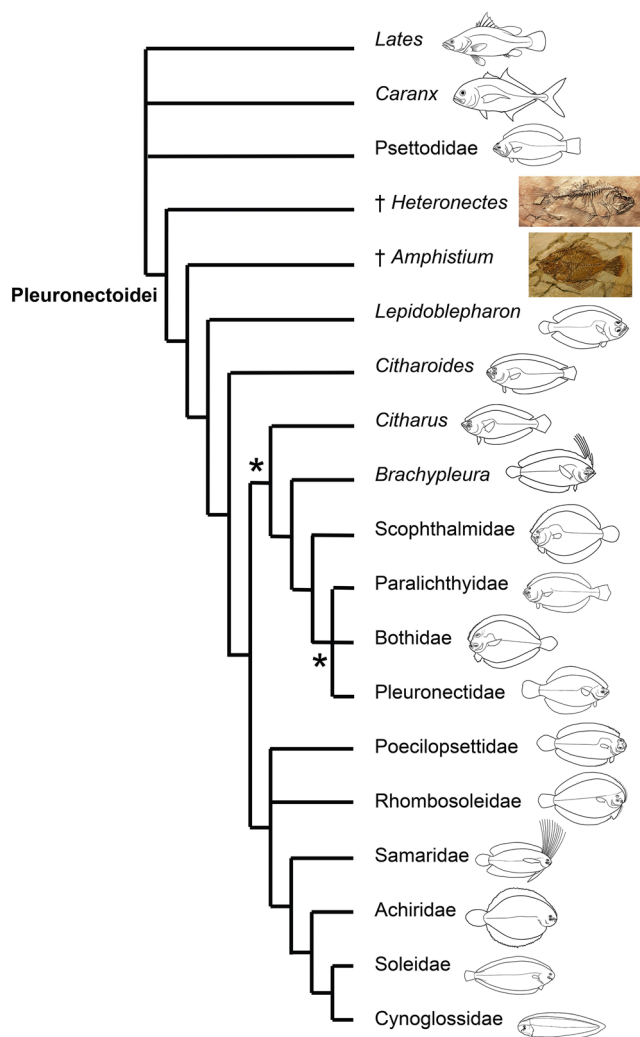 Lates
Caranx
Psettodidae
† Heteronectes
† Amphistium
Pleuronectoidei
Lepidoblepharon
Citharoides
Citharus
*
Brachypleura
Scophthalmidae
Paralichthyidae
Bothidae
*
Pleuronectidae
Poecilopsettidae
Rhombosoleidae
Samaridae
Achiridae
Soleidae
Cynoglossidae